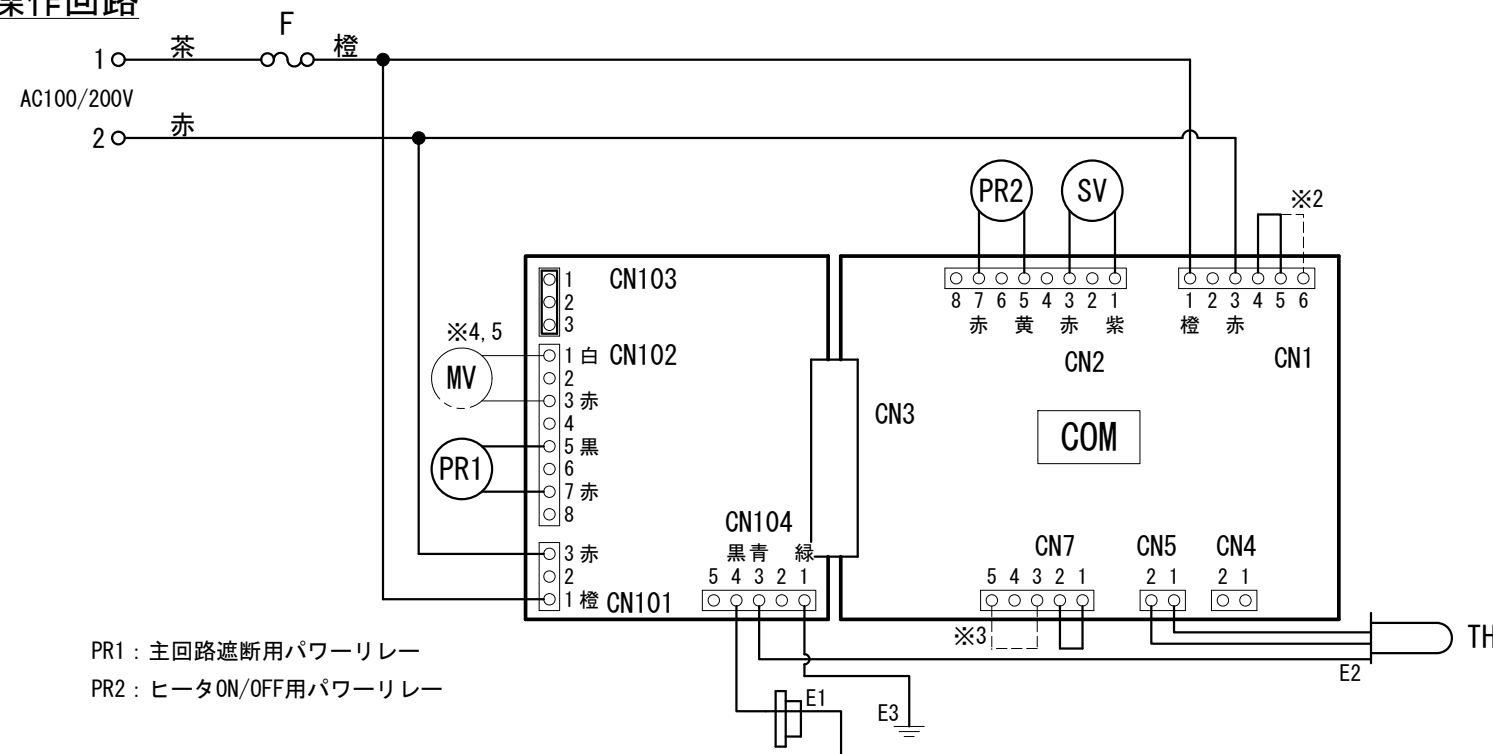 操作回路
F
1 茶 橙
AC100/200V
2 赤
PR2 SV ※2
CN103
1
2
3
8 7 6 5 4 3 2 1
赤 黄 赤 紫
1 2 3 4 5 6
橙 赤
CN2
CN1
※4,5
MV
CN102
1 白
2
3 赤
4
5 黒
6
7 赤
8
PR1
CN3
COM
CN104
黒 青 緑
5 4 3 2 1
3 赤
2
1 橙
CN101
CN7
5 4 3 2 1
CN5
2 1
CN4
2 1
※3
TH
E2
E1
E3
PR1：主回路遮断用パワーリレー
PR2：ヒータON/OFF用パワーリレー